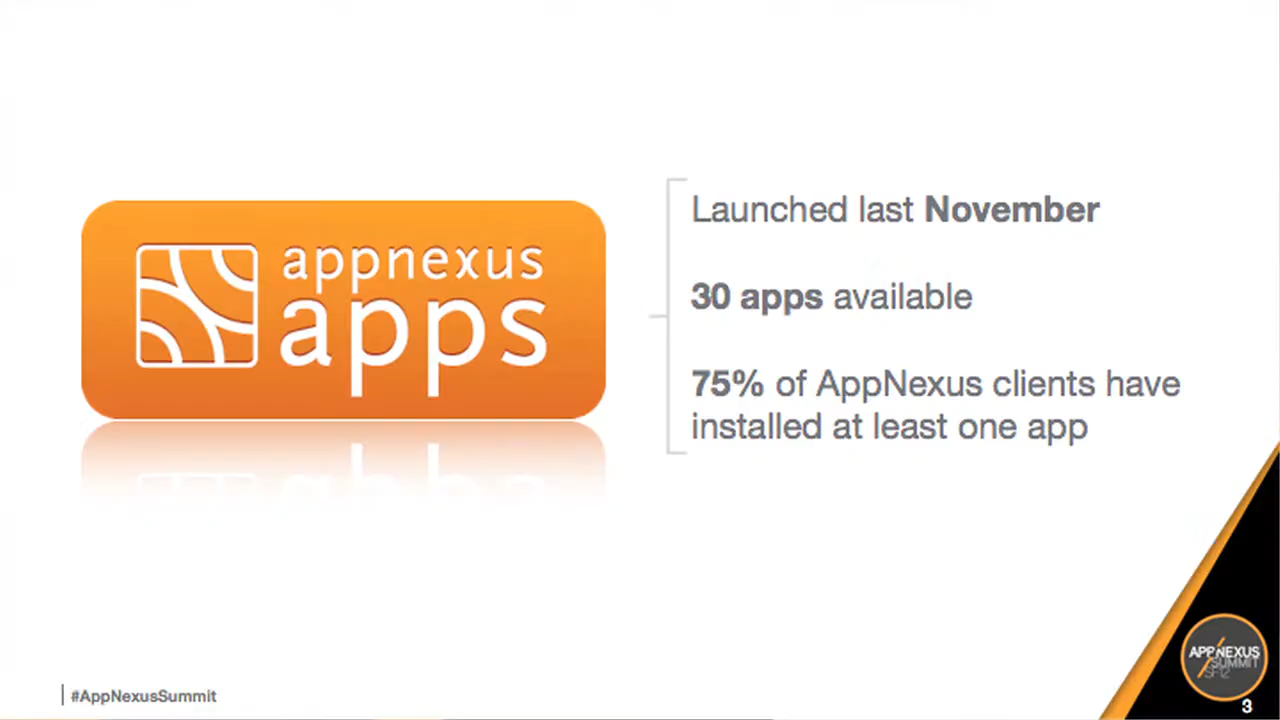 appnexus
apps
Launched last November
30 apps available
75% of AppNexus clients have
installed at least one app
#AppNexusSummit
APPNEXUS
SUMMIT
SF12
3